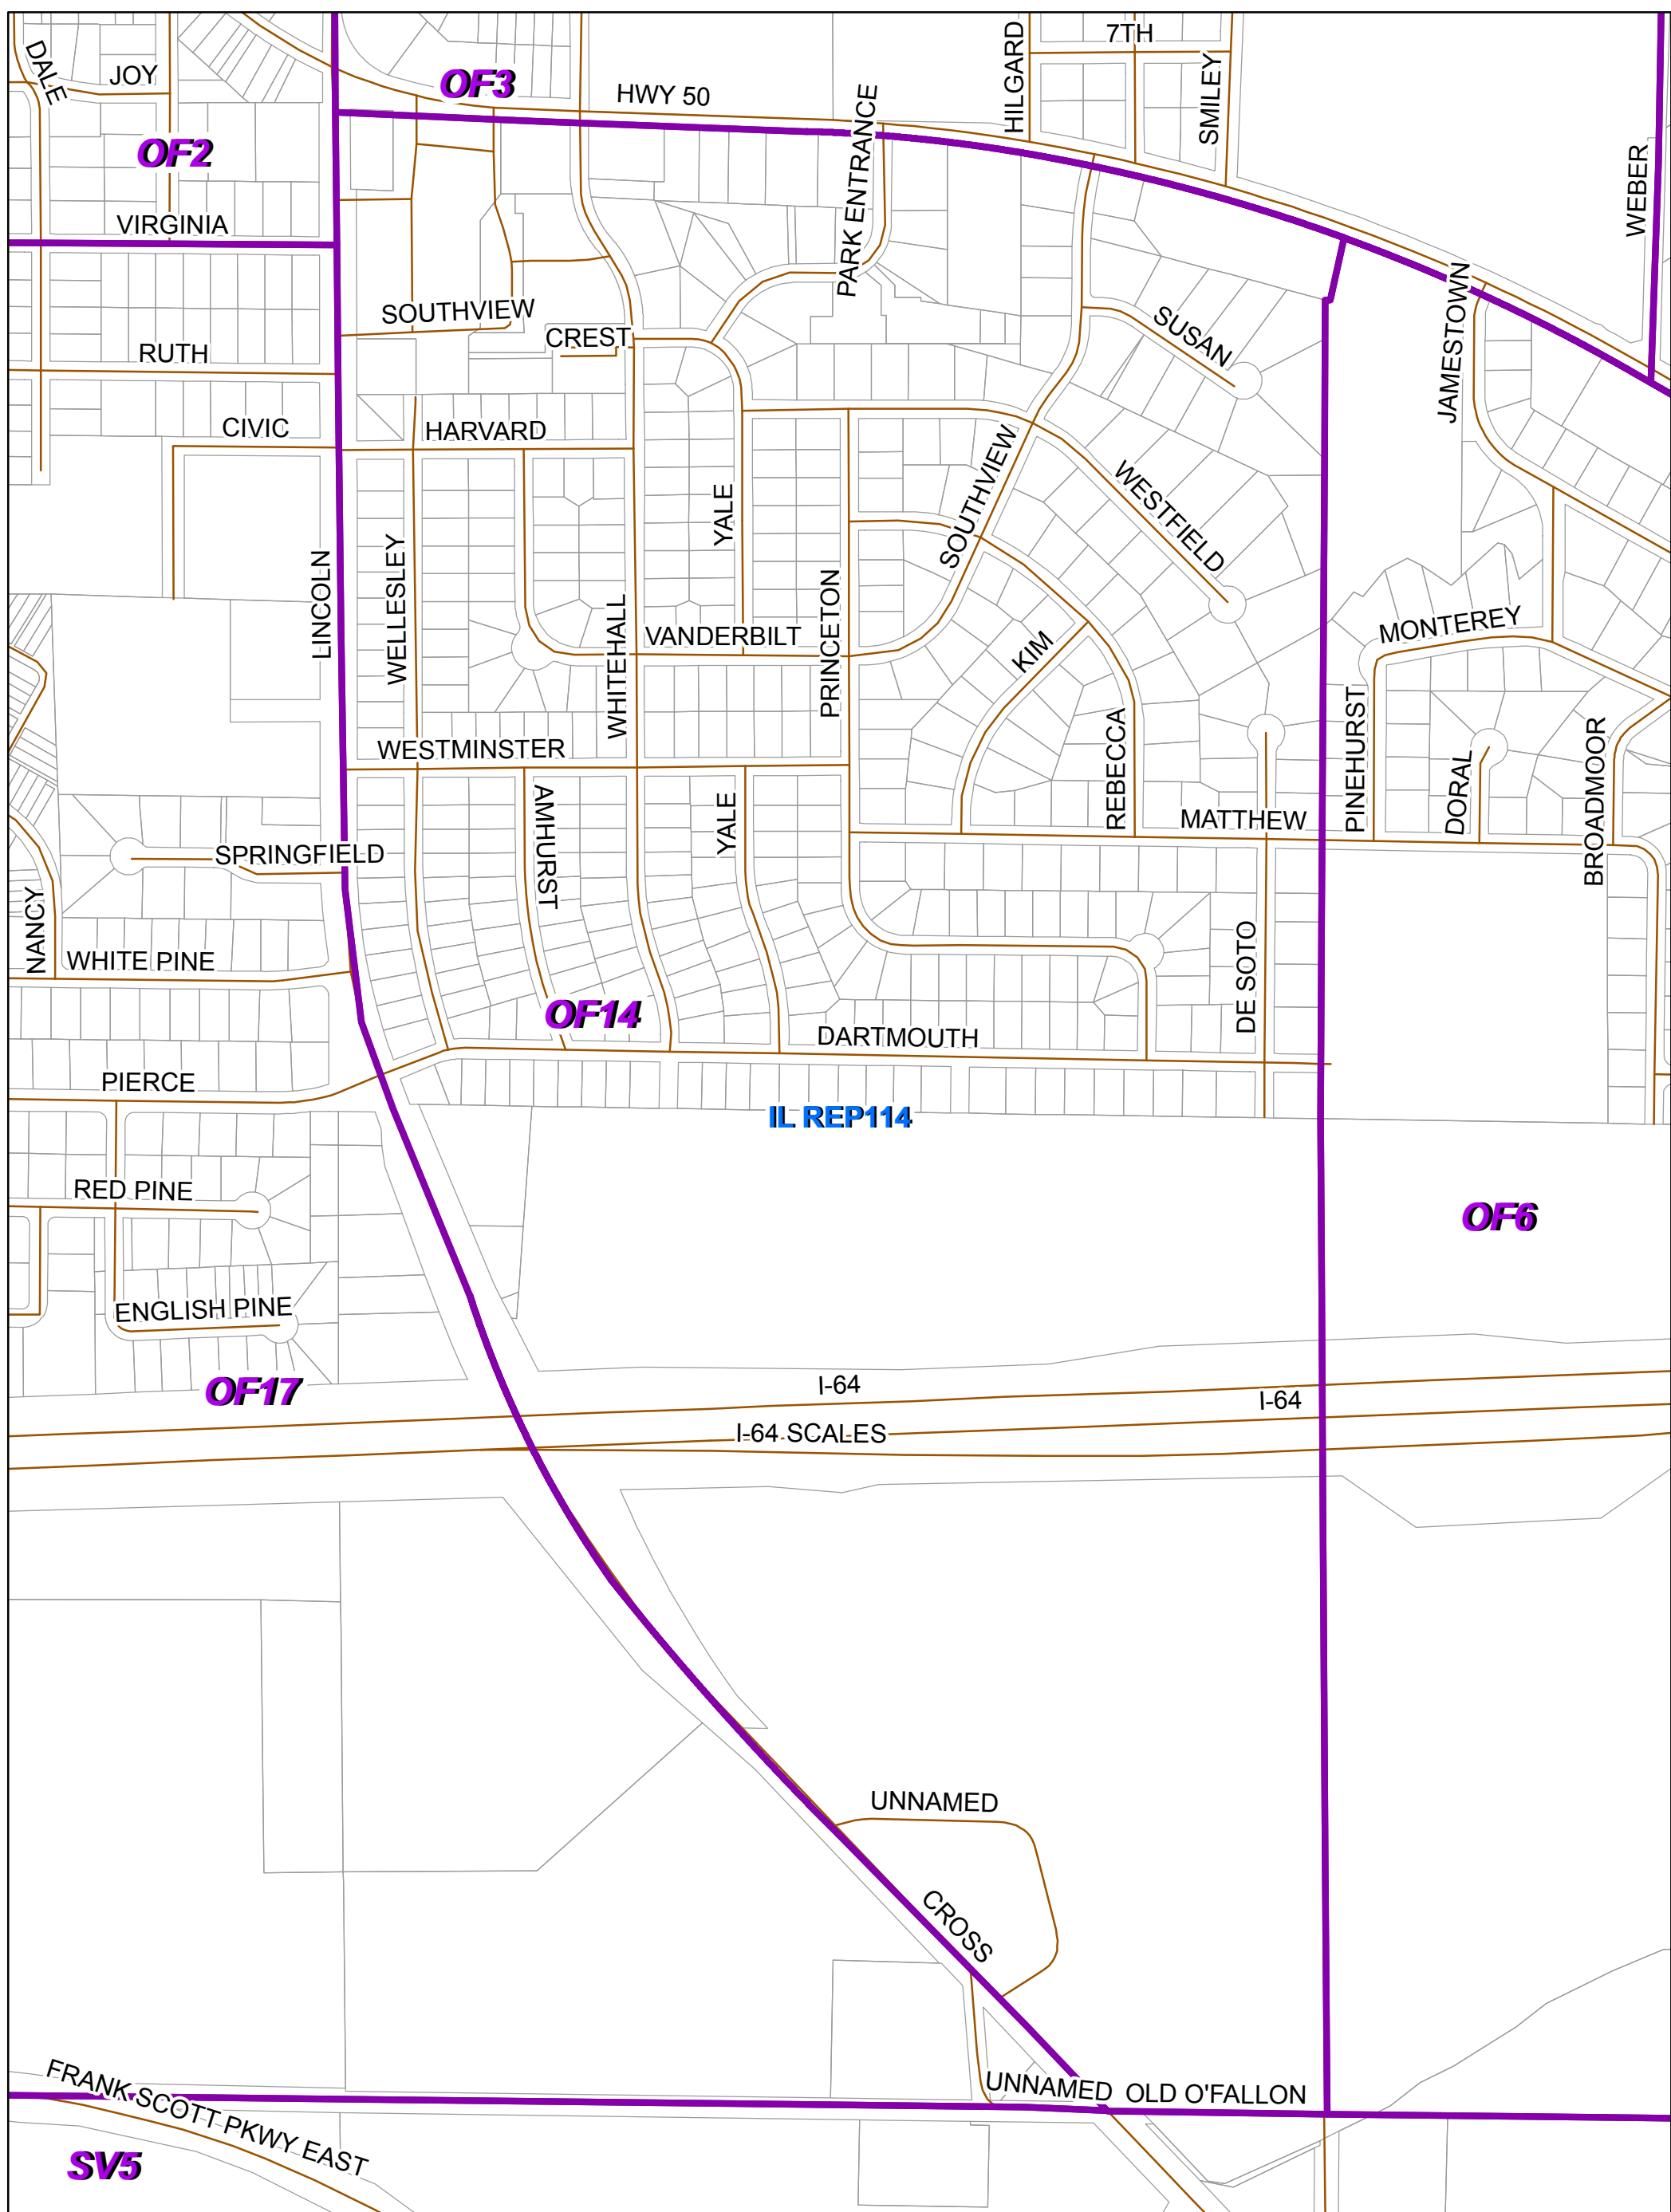 7TH
DALE
JOY
OF3
HWY 50
HILGARD
SMILEY
PARK ENTRANCE
OF2
WEBER
VIRGINIA
SOUTHVIEW
CREST
SUSAN
JAMESTOWN
RUTH
CIVIC
HARVARD
SOUTHVIEW
WESTFIELD
YALE
LINCOLN
WELLESLEY
WHITEHALL
VANDERBILT
PRINCETON
KIM
MONTEREY
WESTMINSTER
REBECCA
PINEHURST
DORAL
BROADMOOR
AMHURST
YALE
MATTHEW
SPRINGFIELD
NANCY
WHITE PINE
DE SOTO
OF14
DARTMOUTH
PIERCE
IL REP114
RED PINE
OF6
ENGLISH PINE
OF17
I-64
I-64
I-64 SCALES
UNNAMED
CROSS
FRANK SCOTT PKWY EAST
UNNAMED
OLD O'FALLON
SV5